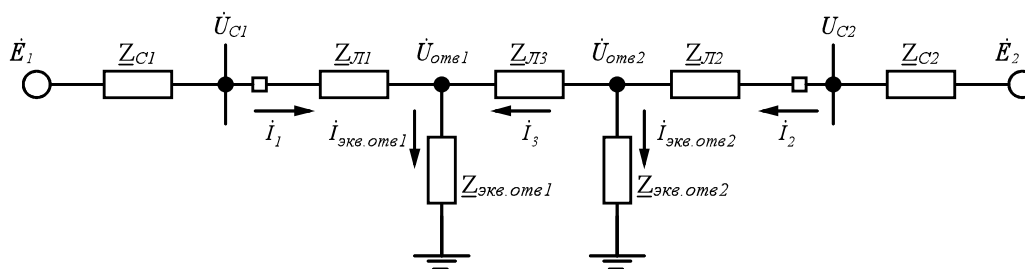 Ė1 ZC1 U̇C1 ZЛ1 U̇отв1 ZЛ3 U̇отв2 ZЛ2 UC2 ZC2 Ė2
İ1 İэкв.отв1 İ3 İэкв.отв2 İ2
Zэкв.отв1 Zэкв.отв2